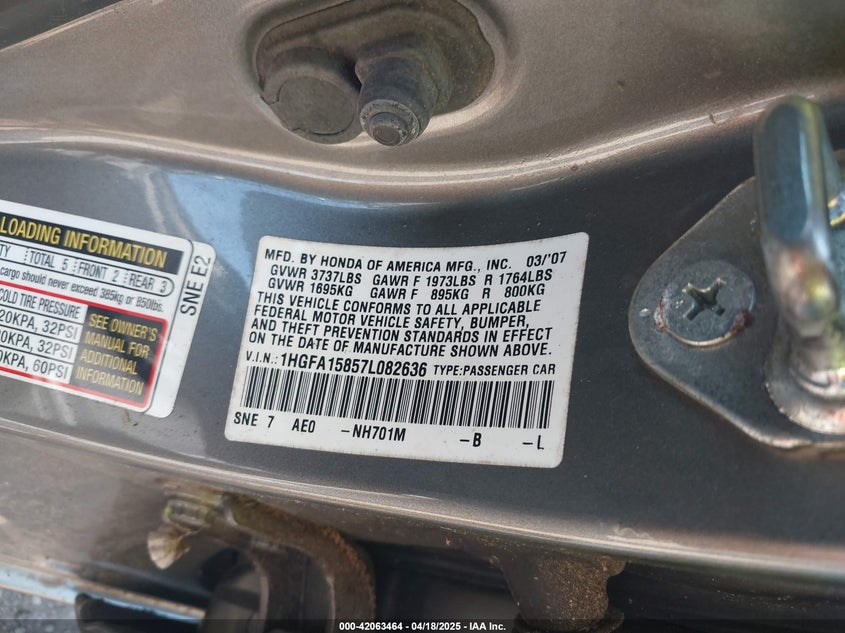 LOADING INFORMATION
TOTAL 5 FRONT 2 REAR 3
cargo should never exceed 385kg or 850lbs.
COLD TIRE PRESSURE
20KPA, 32PSI
KPA, 32PSI
KPA, 60PSI
SEE OWNER'S
MANUAL FOR
ADDITIONAL
INFORMATION
SNE E2
MFD. BY HONDA OF AMERICA MFG., INC. 03/'07
GVWR 3737LBS GAWR F 1973LBS R 1764LBS
GVWR 1695KG GAWR F 895KG R 800KG
THIS VEHICLE CONFORMS TO ALL APPLICABLE
FEDERAL MOTOR VEHICLE SAFETY, BUMPER,
AND THEFT PREVENTION STANDARDS IN EFFECT
ON THE DATE OF MANUFACTURE SHOWN ABOVE.
V.I.N.: 1HGFA15857L082636 TYPE:PASSENGER CAR
SNE 7 AE0 -NH701M -B -L
000-42063464 - 04/18/2025 - IAA Inc.